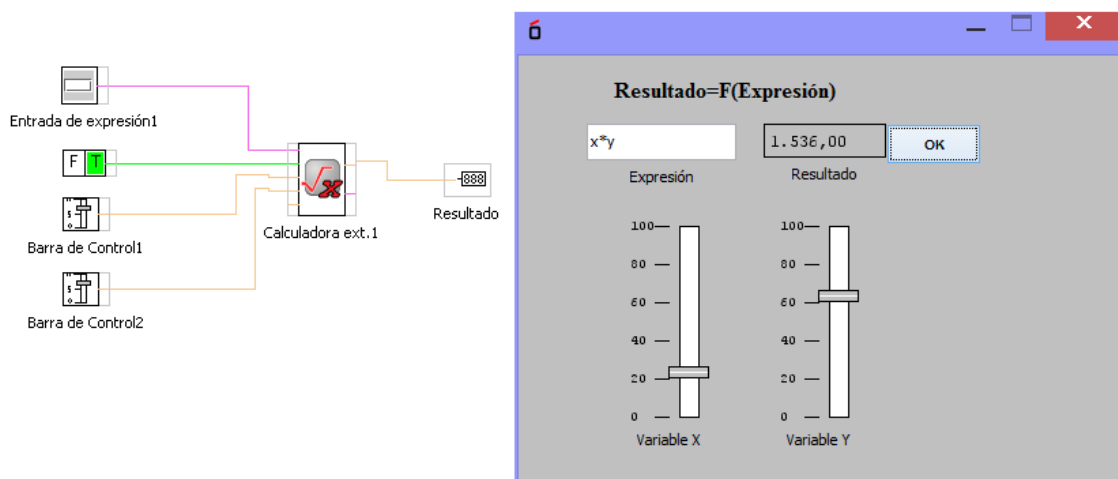 Entrada de expresión1
F T
Barra de Control1
Barra de Control2
Calculadora ext.1
888
Resultado
Resultado=F(Expresión)
x*y
1.536,00
OK
Expresión
Resultado
100
80
60
40
20
0
Variable X
100
80
60
40
20
0
Variable Y